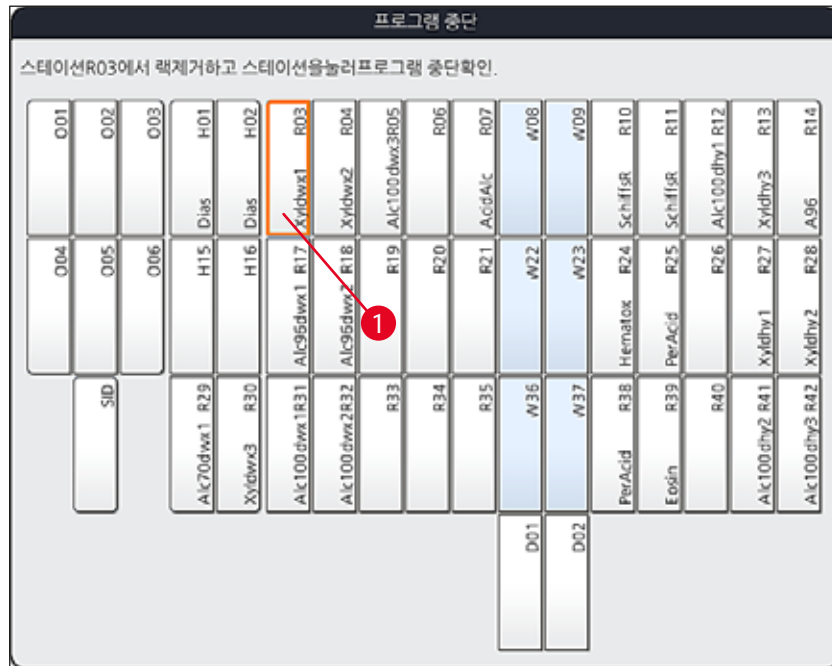 프로그램 중단
스테이션R03에서 랙제거하고 스테이션을눌러프로그램 중단확인.
O01
O02
O03
Dias H01
Dias H02
Xyldwx1 R03
Xyldwx2 R04
Alc100dwx3R05
R06
AcidAlc R07
W08
W09
SchiffsR R10
SchiffsR R11
Alc100dhy1 R12
Xyldhy3 R13
A96 R14
O04
O05
O06
H15
H16
Alc96dwx1 R17
Alc96dwx2 R18
R19
R20
R21
W22
W23
Hematox R24
PerAcid R25
R26
Xyldhy1 R27
Xyldhy2 R28
1
SID
Alc70dwx1 R29
Xyldwx3 R30
Alc100dwx1R31
Alc100dwx2R32
R33
R34
R35
W36
W37
PerAcid R38
Eosin R39
R40
Alc100dhy2 R41
Alc100dhy3 R42
D01
D02